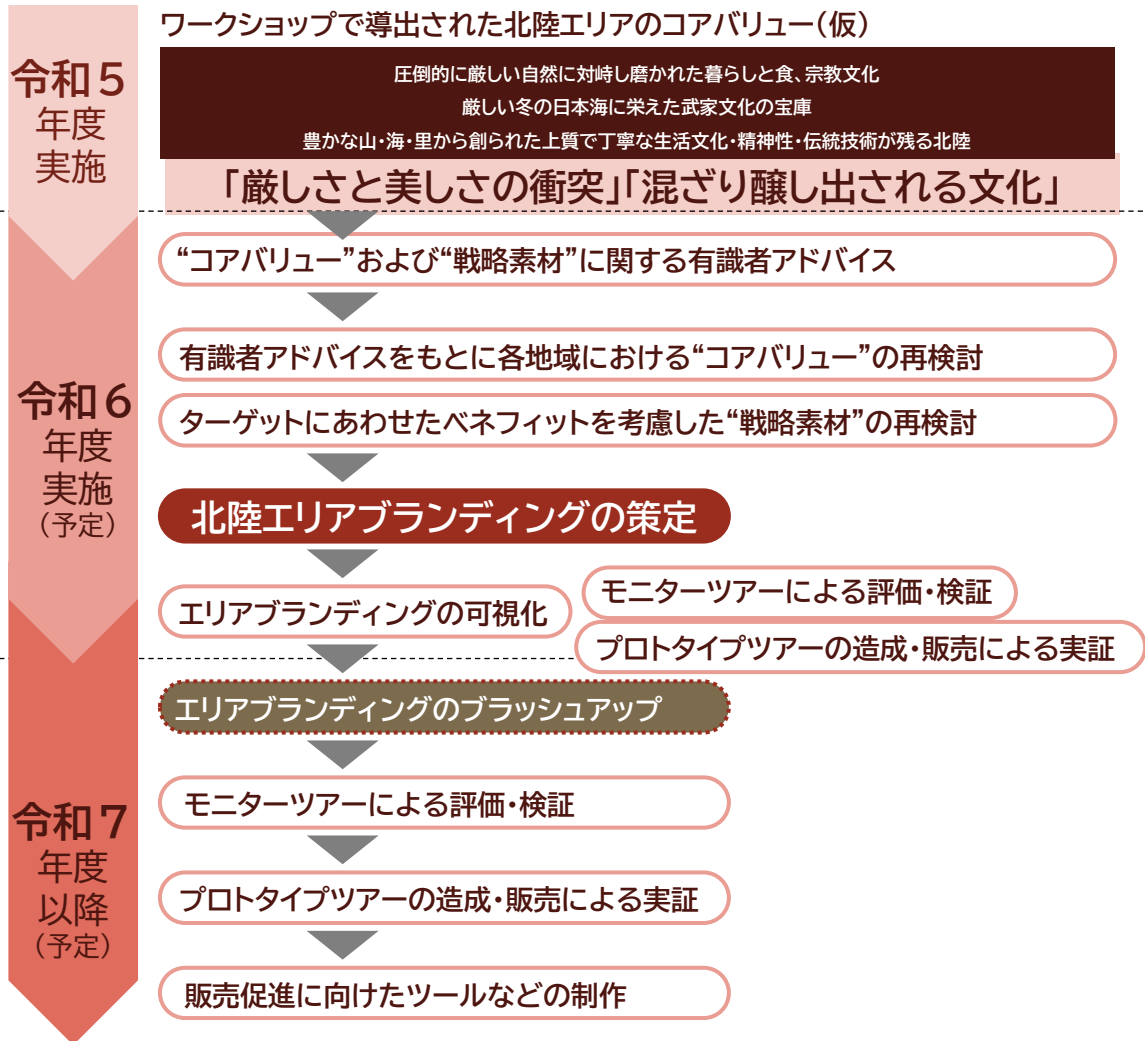 ワークショップで導出された北陸エリアのコアバリュー(仮)
令和5
年度
実施
圧倒的に厳しい自然に対峙し磨かれた暮らしと食、宗教文化
厳しい冬の日本海に栄えた武家文化の宝庫
豊かな山・海・里から創られた上質で丁寧な生活文化・精神性・伝統技術が残る北陸
「厳しさと美しさの衝突」「混ざり醸し出される文化」
令和6
年度
実施
(予定)
“コアバリュー”および“戦略素材”に関する有識者アドバイス
有識者アドバイスをもとに各地域における“コアバリュー”の再検討
ターゲットにあわせたベネフィットを考慮した“戦略素材”の再検討
北陸エリアブランディングの策定
エリアブランディングの可視化
モニターツアーによる評価・検証
プロトタイプツアーの造成・販売による実証
令和7
年度
以降
(予定)
エリアブランディングのブラッシュアップ
モニターツアーによる評価・検証
プロトタイプツアーの造成・販売による実証
販売促進に向けたツールなどの制作